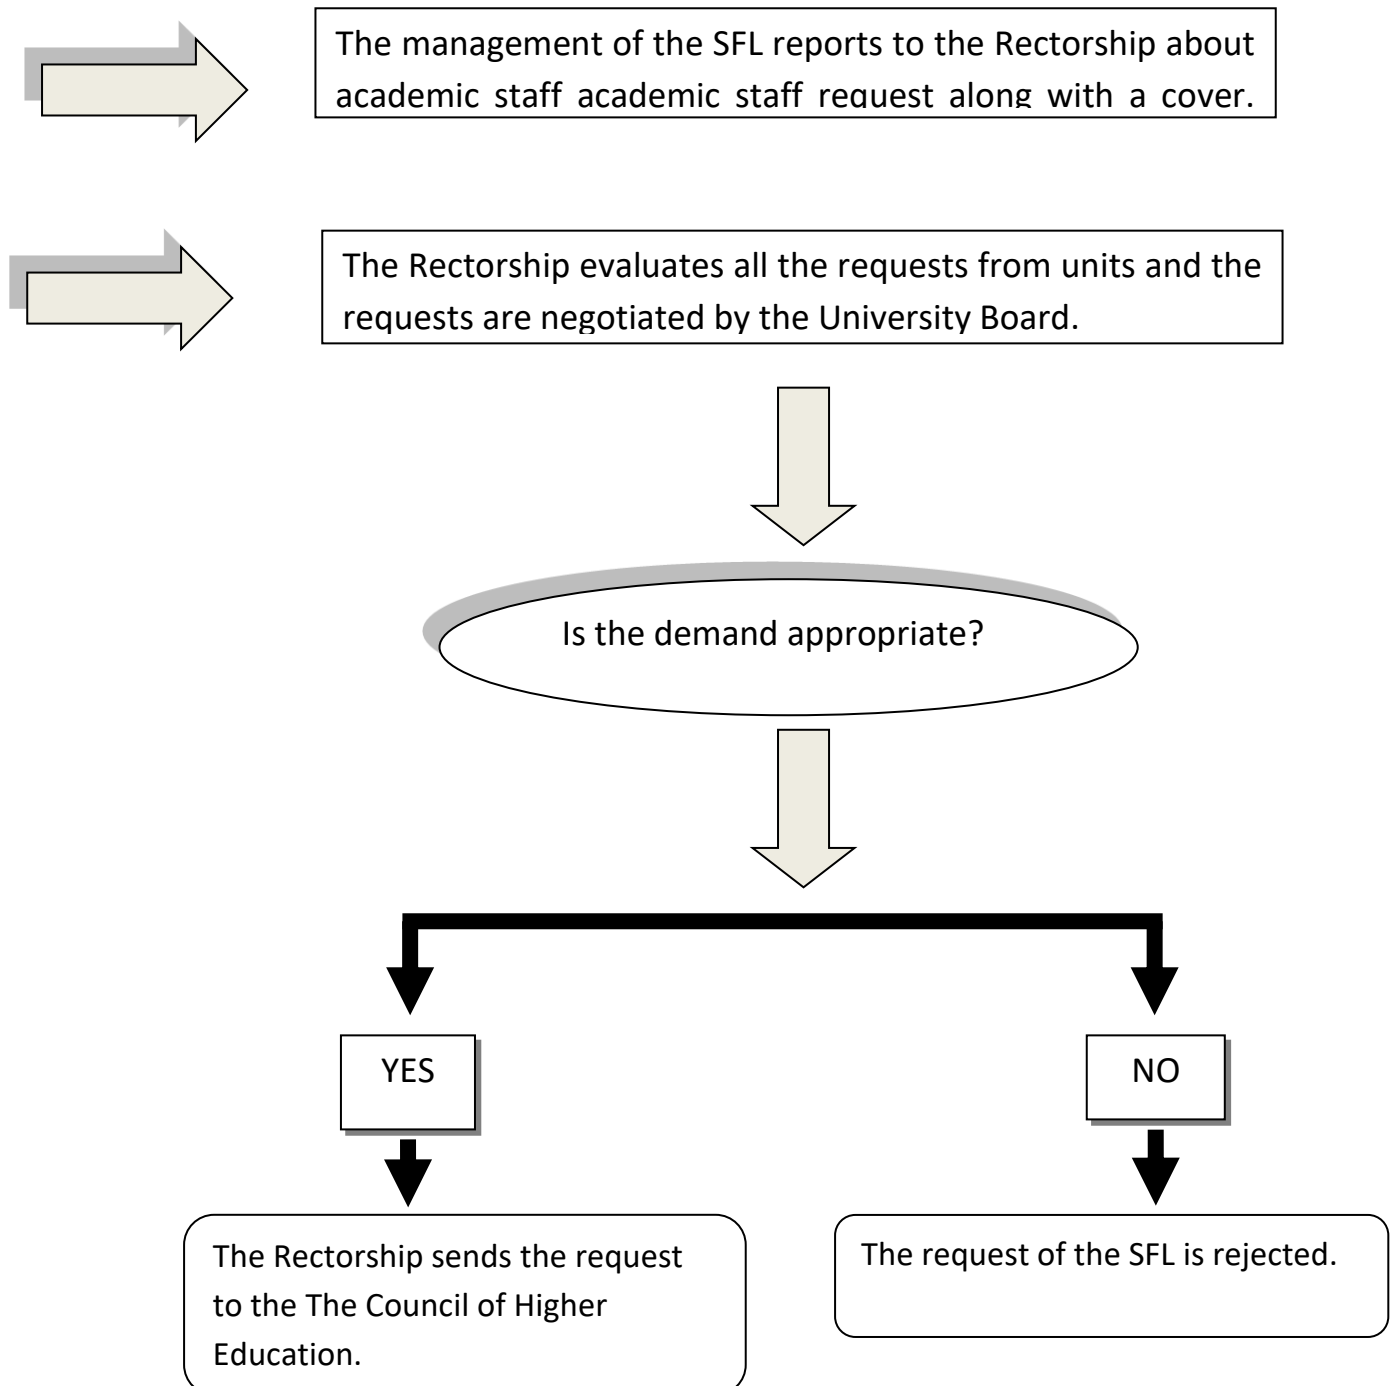 The management of the SFL reports to the Rectorship about
academic staff academic staff request along with a cover.
The Rectorship evaluates all the requests from units and the
requests are negotiated by the University Board.
Is the demand appropriate?
YES
NO
The Rectorship sends the request
to the The Council of Higher
Education.
The request of the SFL is rejected.